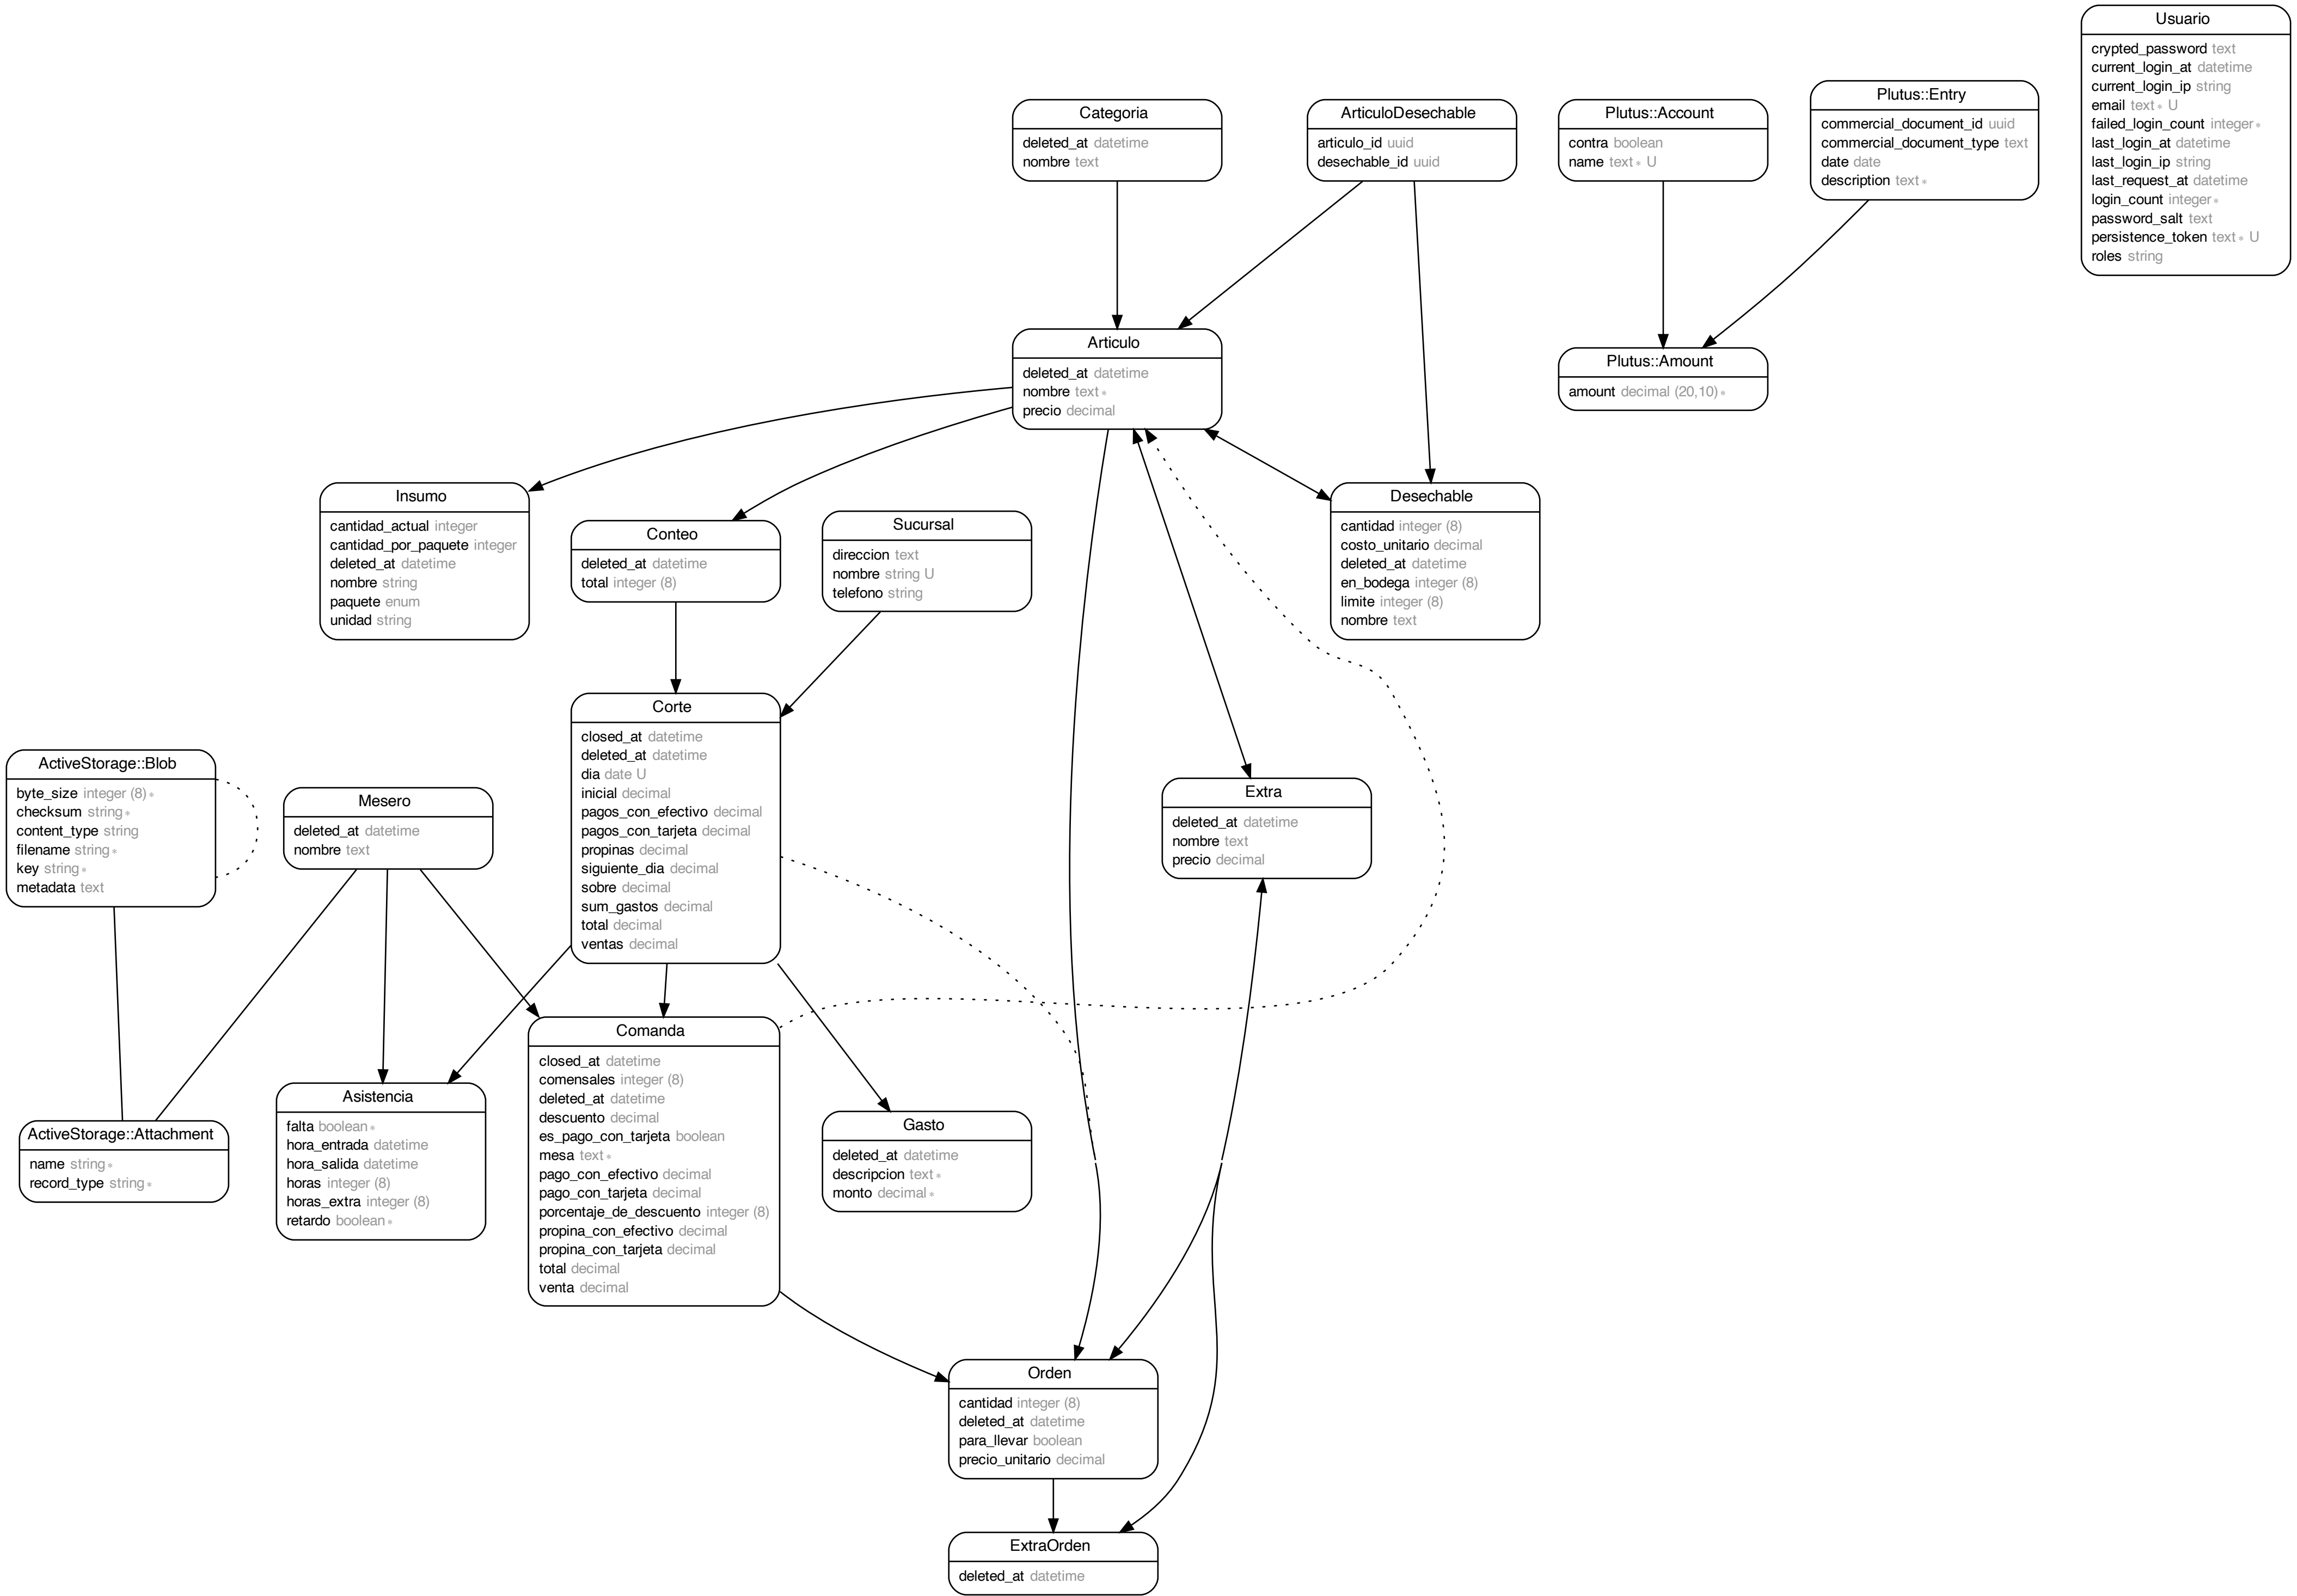 Usuario
crypted_password text
current_login_at datetime
current_login_ip string
email text∗ U
failed_login_count integer∗
last_login_at datetime
last_login_ip string
last_request_at datetime
login_count integer∗
password_salt text
persistence_token text∗ U
roles string
Categoria
deleted_at datetime
nombre text
ArticuloDesechable
articulo_id uuid
desechable_id uuid
Plutus::Account
contra boolean
name text∗ U
Plutus::Entry
commercial_document_id uuid
commercial_document_type text
date date
description text∗
Articulo
deleted_at datetime
nombre text∗
precio decimal
Plutus::Amount
amount decimal (20,10)∗
Insumo
cantidad_actual integer
cantidad_por_paquete integer
deleted_at datetime
nombre string
paquete enum
unidad string
Conteo
deleted_at datetime
total integer (8)
Sucursal
direccion text
nombre string U
telefono string
Desechable
cantidad integer (8)
costo_unitario decimal
deleted_at datetime
en_bodega integer (8)
limite integer (8)
nombre text
Corte
closed_at datetime
deleted_at datetime
dia date U
inicial decimal
pagos_con_efectivo decimal
pagos_con_tarjeta decimal
propinas decimal
siguiente_dia decimal
sobre decimal
sum_gastos decimal
total decimal
ventas decimal
ActiveStorage::Blob
byte_size integer (8)∗
checksum string∗
content_type string
filename string∗
key string∗
metadata text
Mesero
deleted_at datetime
nombre text
Extra
deleted_at datetime
nombre text
precio decimal
Comanda
closed_at datetime
comensales integer (8)
deleted_at datetime
descuento decimal
es_pago_con_tarjeta boolean
mesa text∗
pago_con_efectivo decimal
pago_con_tarjeta decimal
porcentaje_de_descuento integer (8)
propina_con_efectivo decimal
propina_con_tarjeta decimal
total decimal
venta decimal
ActiveStorage::Attachment
name string∗
record_type string∗
Asistencia
falta boolean∗
hora_entrada datetime
hora_salida datetime
horas integer (8)
horas_extra integer (8)
retardo boolean∗
Gasto
deleted_at datetime
descripcion text∗
monto decimal∗
Orden
cantidad integer (8)
deleted_at datetime
para_llevar boolean
precio_unitario decimal
ExtraOrden
deleted_at datetime